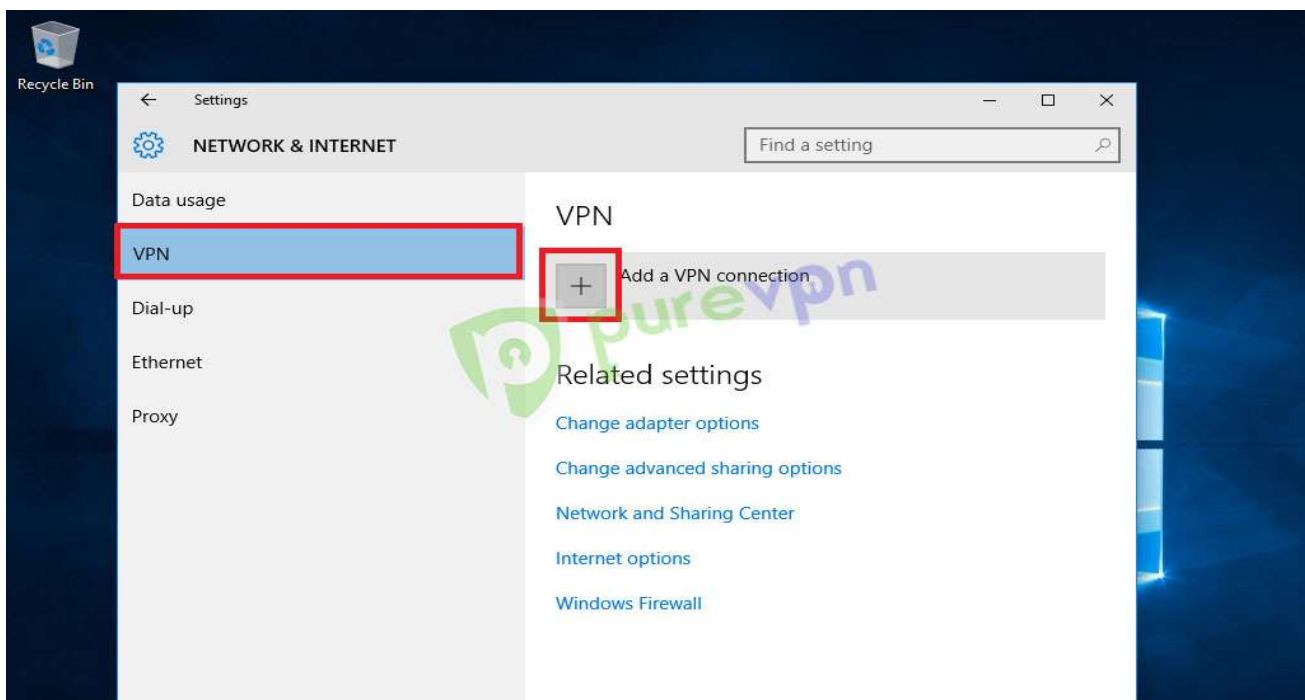 Recycle Bin
Settings
NETWORK & INTERNET
Find a setting
Data usage
VPN
Dial-up
Ethernet
Proxy
VPN
Add a VPN connection
purevpn
Related settings
Change adapter options
Change advanced sharing options
Network and Sharing Center
Internet options
Windows Firewall